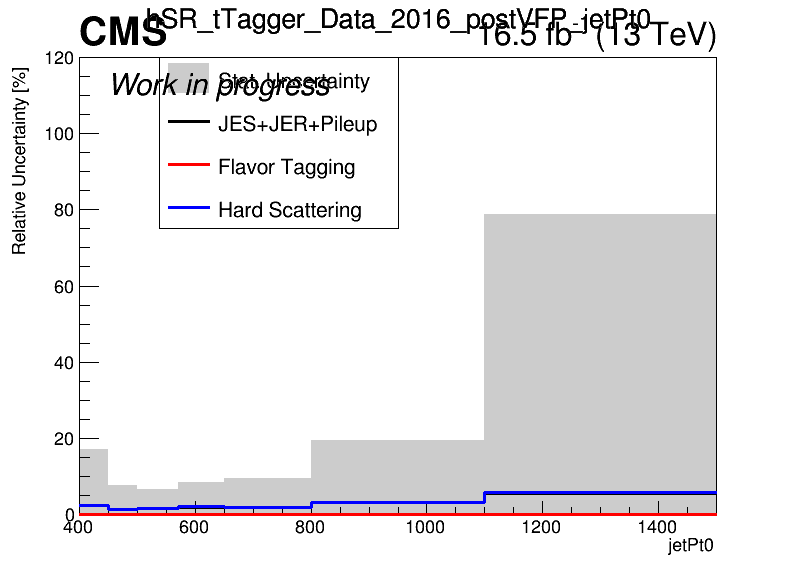 hSR_tTagger_Data_2016_postVFP_jetPt0
CMS
16.5 fb-1 (13 TeV)
Work in progress
Stat. Uncertainty
JES+JER+Pileup
Flavor Tagging
Hard Scattering
Relative Uncertainty [%]
120
100
80
60
40
20
0
400 600 800 1000 1200 1400
jetPt0